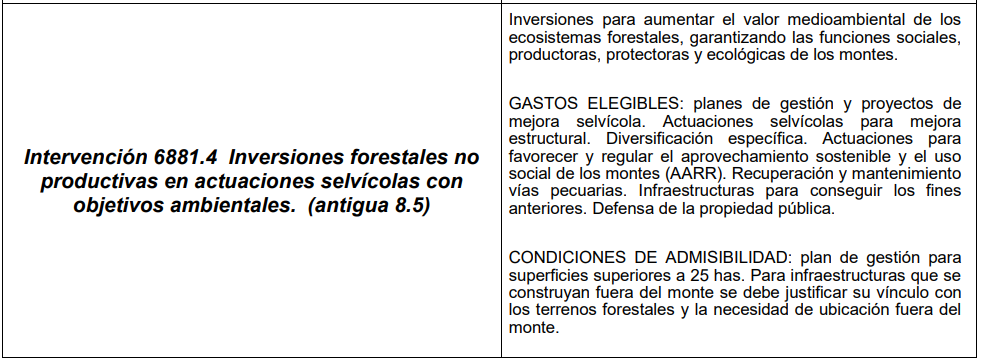 Intervención 6881.4 Inversiones forestales no
productivas en actuaciones selvícolas con
objetivos ambientales. (antigua 8.5)
Inversiones para aumentar el valor medioambiental de los
ecosistemas forestales, garantizando las funciones sociales,
productoras, protectoras y ecológicas de los montes.
GASTOS ELEGIBLES: planes de gestión y proyectos de
mejora selvícola. Actuaciones selvícolas para mejora
estructural. Diversificación específica. Actuaciones para
favorecer y regular el aprovechamiento sostenible y el uso
social de los montes (AARR). Recuperación y mantenimiento
vías pecuarias. Infraestructuras para conseguir los fines
anteriores. Defensa de la propiedad pública.
CONDICIONES DE ADMISIBILIDAD: plan de gestión para
superficies superiores a 25 has. Para infraestructuras que se
construyan fuera del monte se debe justificar su vínculo con
los terrenos forestales y la necesidad de ubicación fuera del
monte.